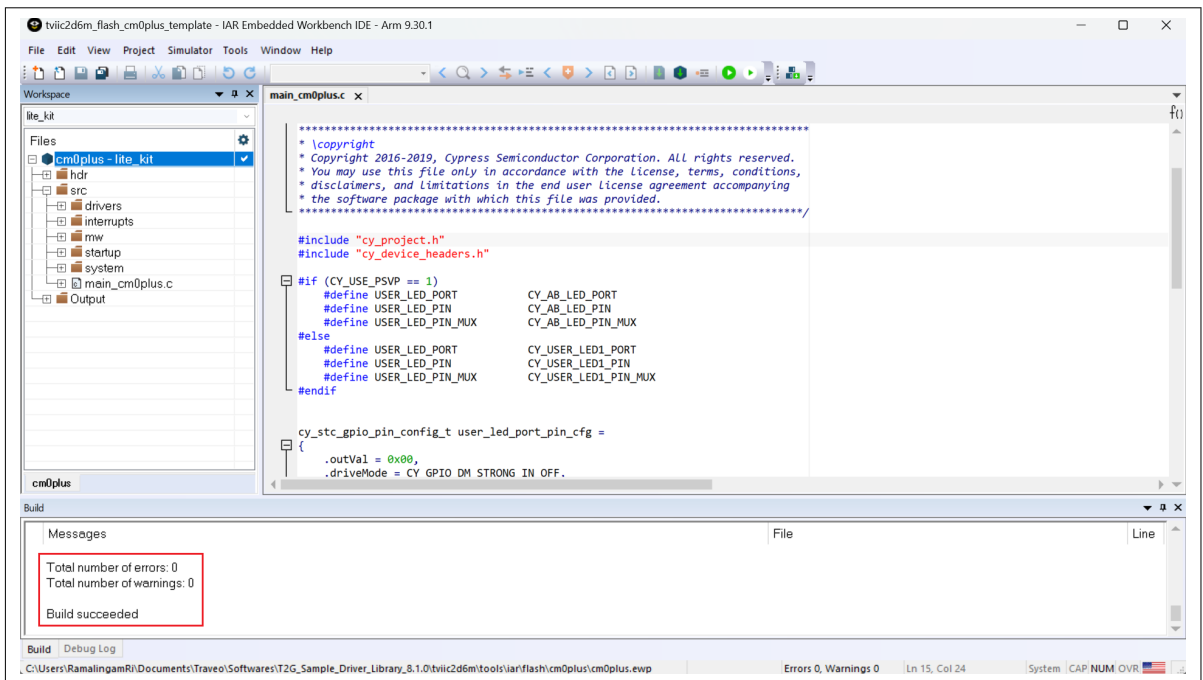 tviic2d6m_flash_cm0plus_template - IAR Embedded Workbench IDE - Arm 9.30.1
File Edit View Project Simulator Tools Window Help
Workspace
main_cm0plus.c
lite_kit
Files
cm0plus - lite_kit
hdr
src
drivers
interrupts
mw
startup
system
main_cm0plus.c
Output
cm0plus
f()
********************************************************************************
* \copyright
* Copyright 2016-2019, Cypress Semiconductor Corporation. All rights reserved.
* You may use this file only in accordance with the license, terms, conditions,
* disclaimers, and limitations in the end user license agreement accompanying
* the software package with which this file was provided.
*******************************************************************************/
#include "cy_project.h"
#include "cy_device_headers.h"
#if (CY_USE_PSVP == 1)
#define USER_LED_PORT CY_AB_LED_PORT
#define USER_LED_PIN CY_AB_LED_PIN
#define USER_LED_PIN_MUX CY_AB_LED_PIN_MUX
#else
#define USER_LED_PORT CY_USER_LED1_PORT
#define USER_LED_PIN CY_USER_LED1_PIN
#define USER_LED_PIN_MUX CY_USER_LED1_PIN_MUX
#endif
cy_stc_gpio_pin_config_t user_led_port_pin_cfg =
{
.outVal = 0x00,
.driveMode = CY_GPIO_DM_STRONG_IN_OFF,
Build
Messages File Line
Total number of errors: 0
Total number of warnings: 0
Build succeeded
Build Debug Log
C:\Users\RamalingamRi\Documents\Traveo\Softwares\T2G_Sample_Driver_Library_8.1.0\tviic2d6m\tools\iar\flash\cm0plus\cm0plus.ewp Errors 0, Warnings 0 Ln 15, Col 24 System CAP NUM OVR